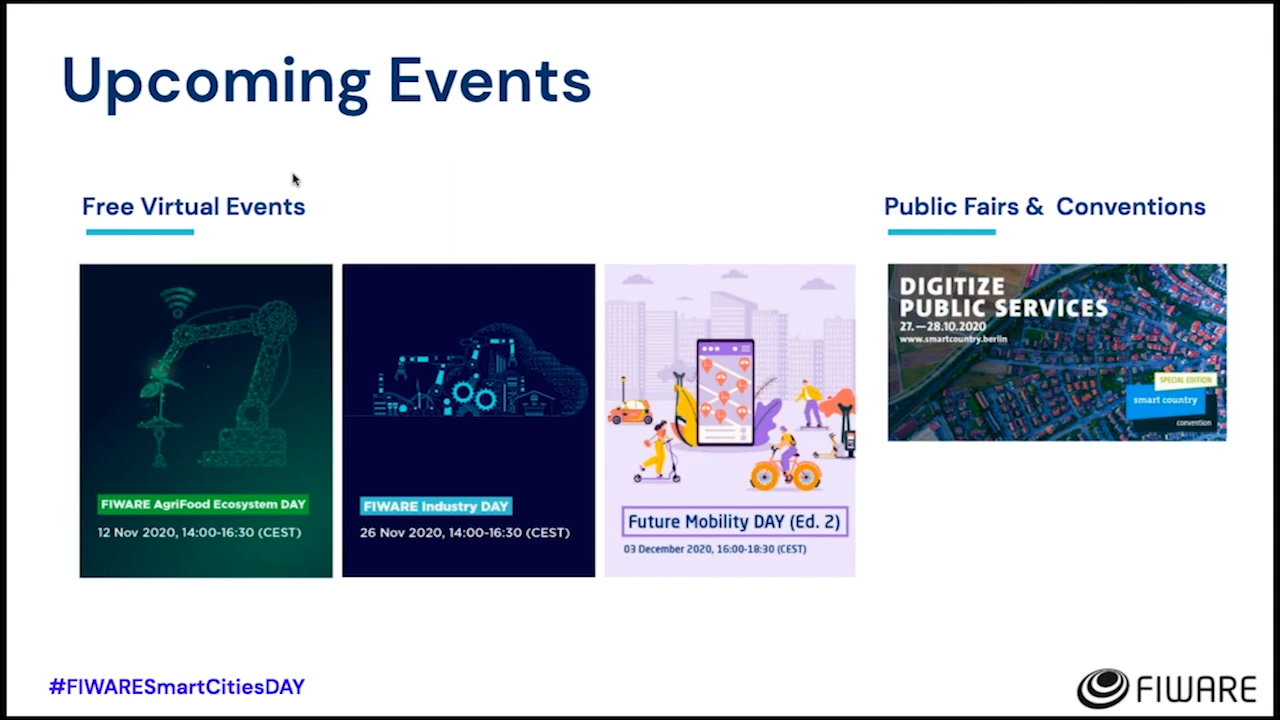 Upcoming Events
Free Virtual Events
FIWARE AgriFood Ecosystem DAY
12 Nov 2020, 14:00-16:30 (CEST)
FIWARE Industry DAY
26 Nov 2020, 14:00-16:30 (CEST)
Future Mobility DAY (Ed. 2)
03 December 2020, 16:00-18:30 (CEST)
Public Fairs & Conventions
DIGITIZE
PUBLIC SERVICES
27.—28.10.2020
www.smartcountry.berlin
SPECIAL EDITION
smart country
convention
#FIWARESmartCitiesDAY
FIWARE